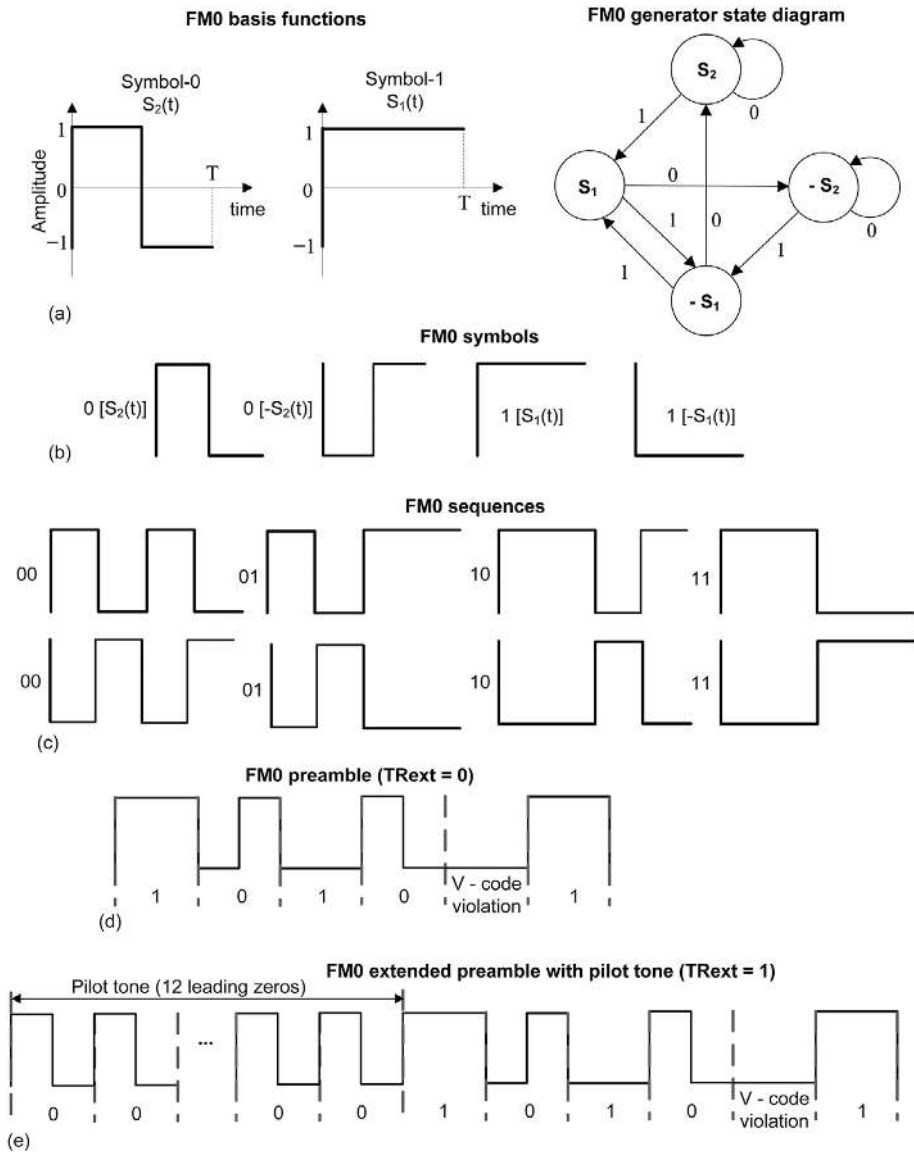 FM0 basis functions
FM0 generator state diagram
Symbol-0
S₂(t)
Symbol-1
S₁(t)
Amplitude
1
0
−1
T
time
1
0
−1
T
time
S₂
S₁
- S₂
- S₁
0
1
0
1
0
1
1
0
(a)
FM0 symbols
0 [S₂(t)]
0 [-S₂(t)]
1 [S₁(t)]
1 [-S₁(t)]
(b)
FM0 sequences
00
01
10
11
00
01
10
11
(c)
FM0 preamble (TRext = 0)
1
0
1
0
V - code
violation
1
(d)
FM0 extended preamble with pilot tone (TRext = 1)
Pilot tone (12 leading zeros)
...
0
0
0
0
1
0
1
0
V - code
violation
1
(e)